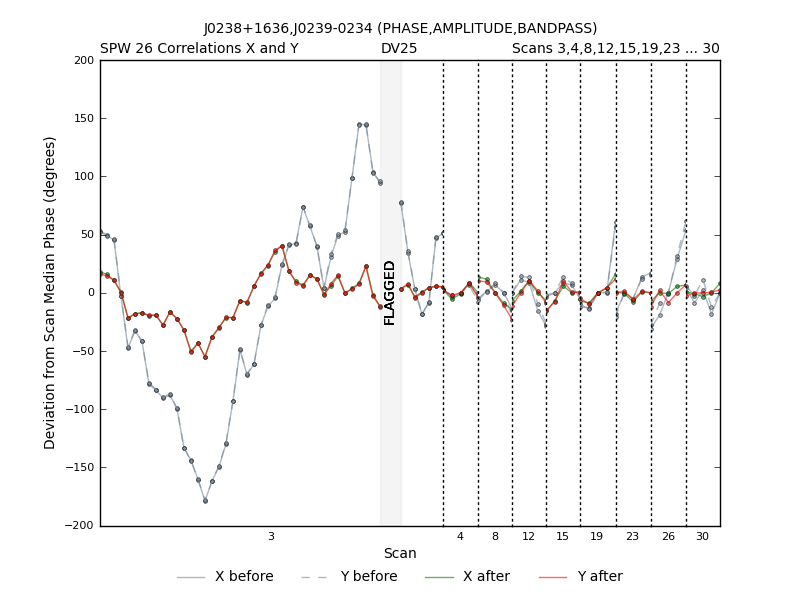 J0238+1636,J0239-0234 (PHASE,AMPLITUDE,BANDPASS)
SPW 26 Correlations X and Y DV25 Scans 3,4,8,12,15,19,23 ... 30
Deviation from Scan Median Phase (degrees)
200
150
100
50
0
−50
−100
−150
−200
FLAGGED
3 4 8 12 15 19 23 26 30
Scan
X before Y before X after Y after